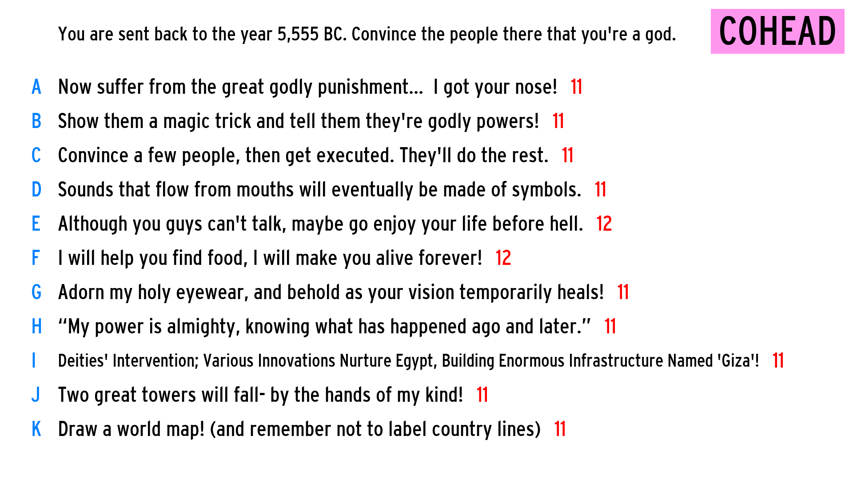 You are sent back to the year 5,555 BC. Convince the people there that you're a god.
COHEAD
A Now suffer from the great godly punishment... I got your nose! 11
B Show them a magic trick and tell them they're godly powers! 11
C Convince a few people, then get executed. They'll do the rest. 11
D Sounds that flow from mouths will eventually be made of symbols. 11
E Although you guys can't talk, maybe go enjoy your life before hell. 12
F I will help you find food, I will make you alive forever! 12
G Adorn my holy eyewear, and behold as your vision temporarily heals! 11
H “My power is almighty, knowing what has happened ago and later.” 11
I Deities' Intervention; Various Innovations Nurture Egypt, Building Enormous Infrastructure Named 'Giza'! 11
J Two great towers will fall- by the hands of my kind! 11
K Draw a world map! (and remember not to label country lines) 11